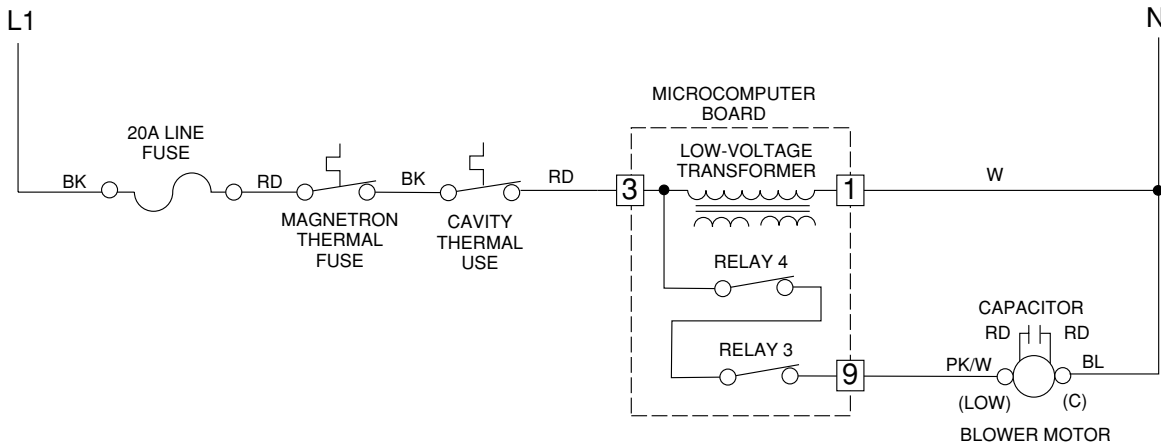 L1
N
MICROCOMPUTER
BOARD
20A LINE
FUSE
LOW-VOLTAGE
TRANSFORMER
BK
RD
BK
RD
3
1
W
MAGNETRON
THERMAL
FUSE
CAVITY
THERMAL
USE
RELAY 4
CAPACITOR
RD
RD
RELAY 3
9
PK/W
BL
(LOW)
(C)
BLOWER MOTOR